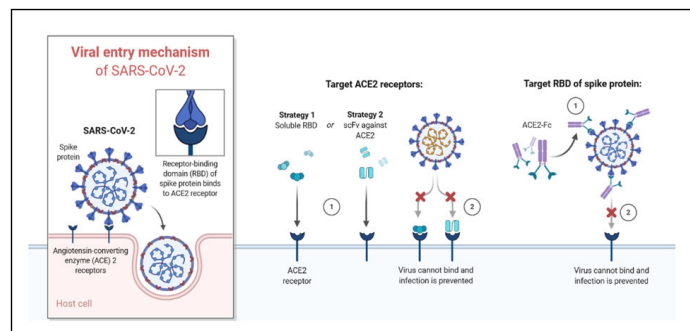 Viral entry mechanism
of SARS-CoV-2
SARS-CoV-2
Spike
protein
Receptor-binding
domain (RBD) of
spike protein binds
to ACE2 receptor
Angiotensin-converting
enzyme (ACE) 2
receptors
Host cell
Target ACE2 receptors:
Strategy 1 or Strategy 2
Soluble RBD
scFv against
ACE2
1
2
ACE2
receptor
Virus cannot bind and
infection is prevented
Target RBD of spike protein:
ACE2-Fc
1
2
Virus cannot bind and
infection is prevented